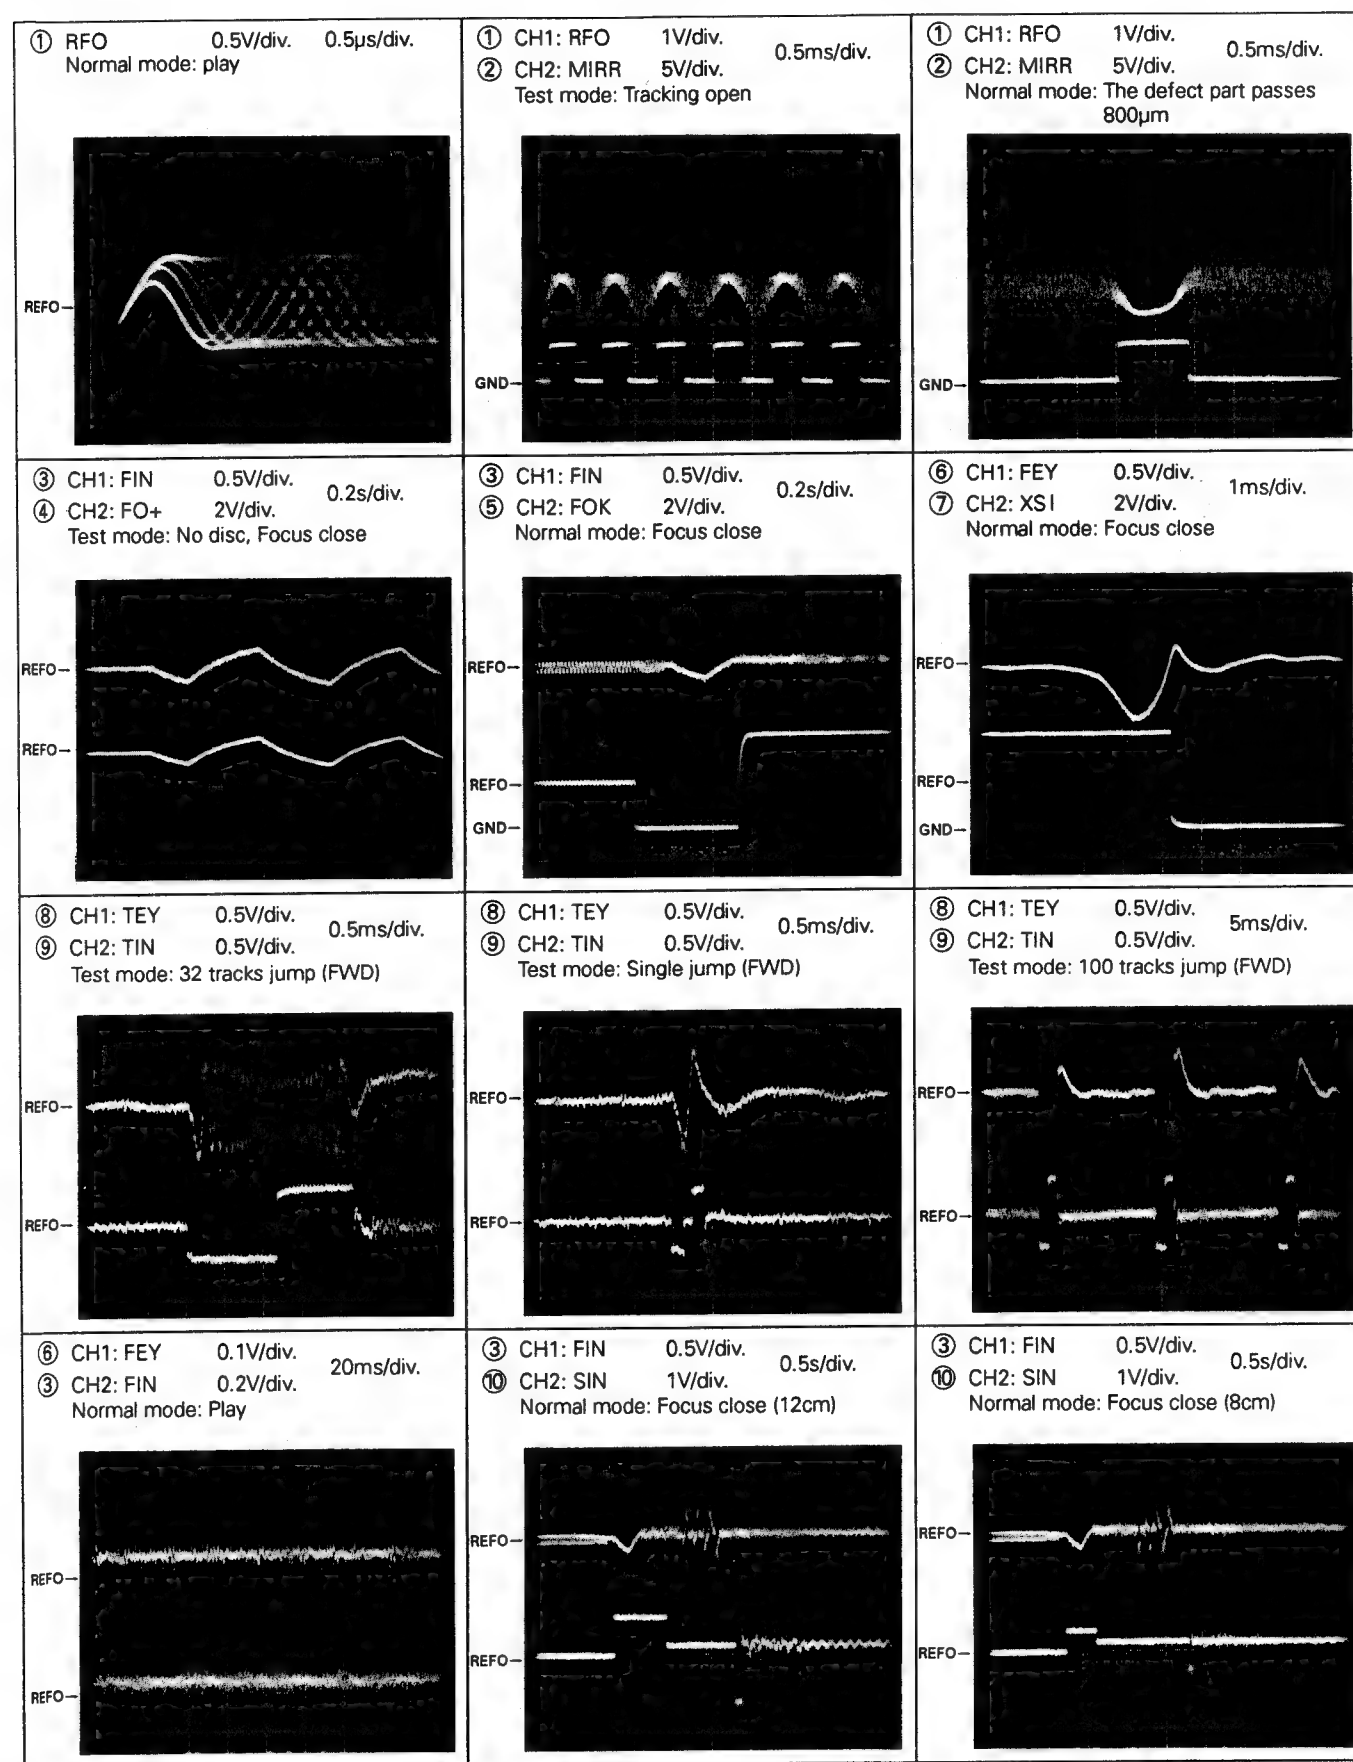 ① RFO 0.5V/div. 0.5µs/div.
Normal mode: play
REFO→
① CH1: RFO 1V/div. 0.5ms/div.
② CH2: MIRR 5V/div.
Test mode: Tracking open
GND→
① CH1: RFO 1V/div. 0.5ms/div.
② CH2: MIRR 5V/div.
Normal mode: The defect part passes
800µm
GND→
③ CH1: FIN 0.5V/div. 0.2s/div.
④ CH2: FO+ 2V/div.
Test mode: No disc, Focus close
REFO→
REFO→
③ CH1: FIN 0.5V/div. 0.2s/div.
⑤ CH2: FOK 2V/div.
Normal mode: Focus close
REFO→
REFO→
GND→
⑥ CH1: FEY 0.5V/div. 1ms/div.
⑦ CH2: XSI 2V/div.
Normal mode: Focus close
REFO→
REFO→
GND→
⑧ CH1: TEY 0.5V/div. 0.5ms/div.
⑨ CH2: TIN 0.5V/div.
Test mode: 32 tracks jump (FWD)
REFO→
REFO→
⑧ CH1: TEY 0.5V/div. 0.5ms/div.
⑨ CH2: TIN 0.5V/div.
Test mode: Single jump (FWD)
REFO→
REFO→
⑧ CH1: TEY 0.5V/div. 5ms/div.
⑨ CH2: TIN 0.5V/div.
Test mode: 100 tracks jump (FWD)
REFO→
REFO→
⑥ CH1: FEY 0.1V/div. 20ms/div.
③ CH2: FIN 0.2V/div.
Normal mode: Play
REFO→
REFO→
③ CH1: FIN 0.5V/div. 0.5s/div.
⑩ CH2: SIN 1V/div.
Normal mode: Focus close (12cm)
REFO→
REFO→
③ CH1: FIN 0.5V/div. 0.5s/div.
⑩ CH2: SIN 1V/div.
Normal mode: Focus close (8cm)
REFO→
REFO→